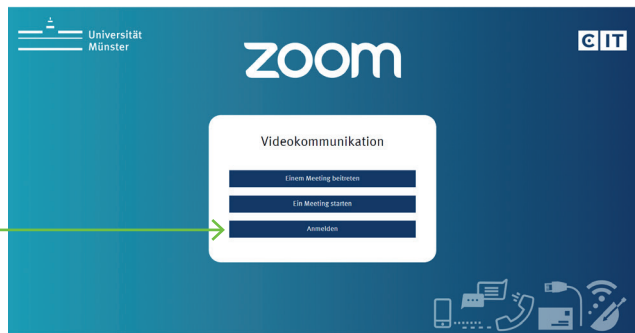 Universität
Münster
zoom
CIT
Videokommunikation
Einem Meeting beitreten
Ein Meeting starten
Anmelden